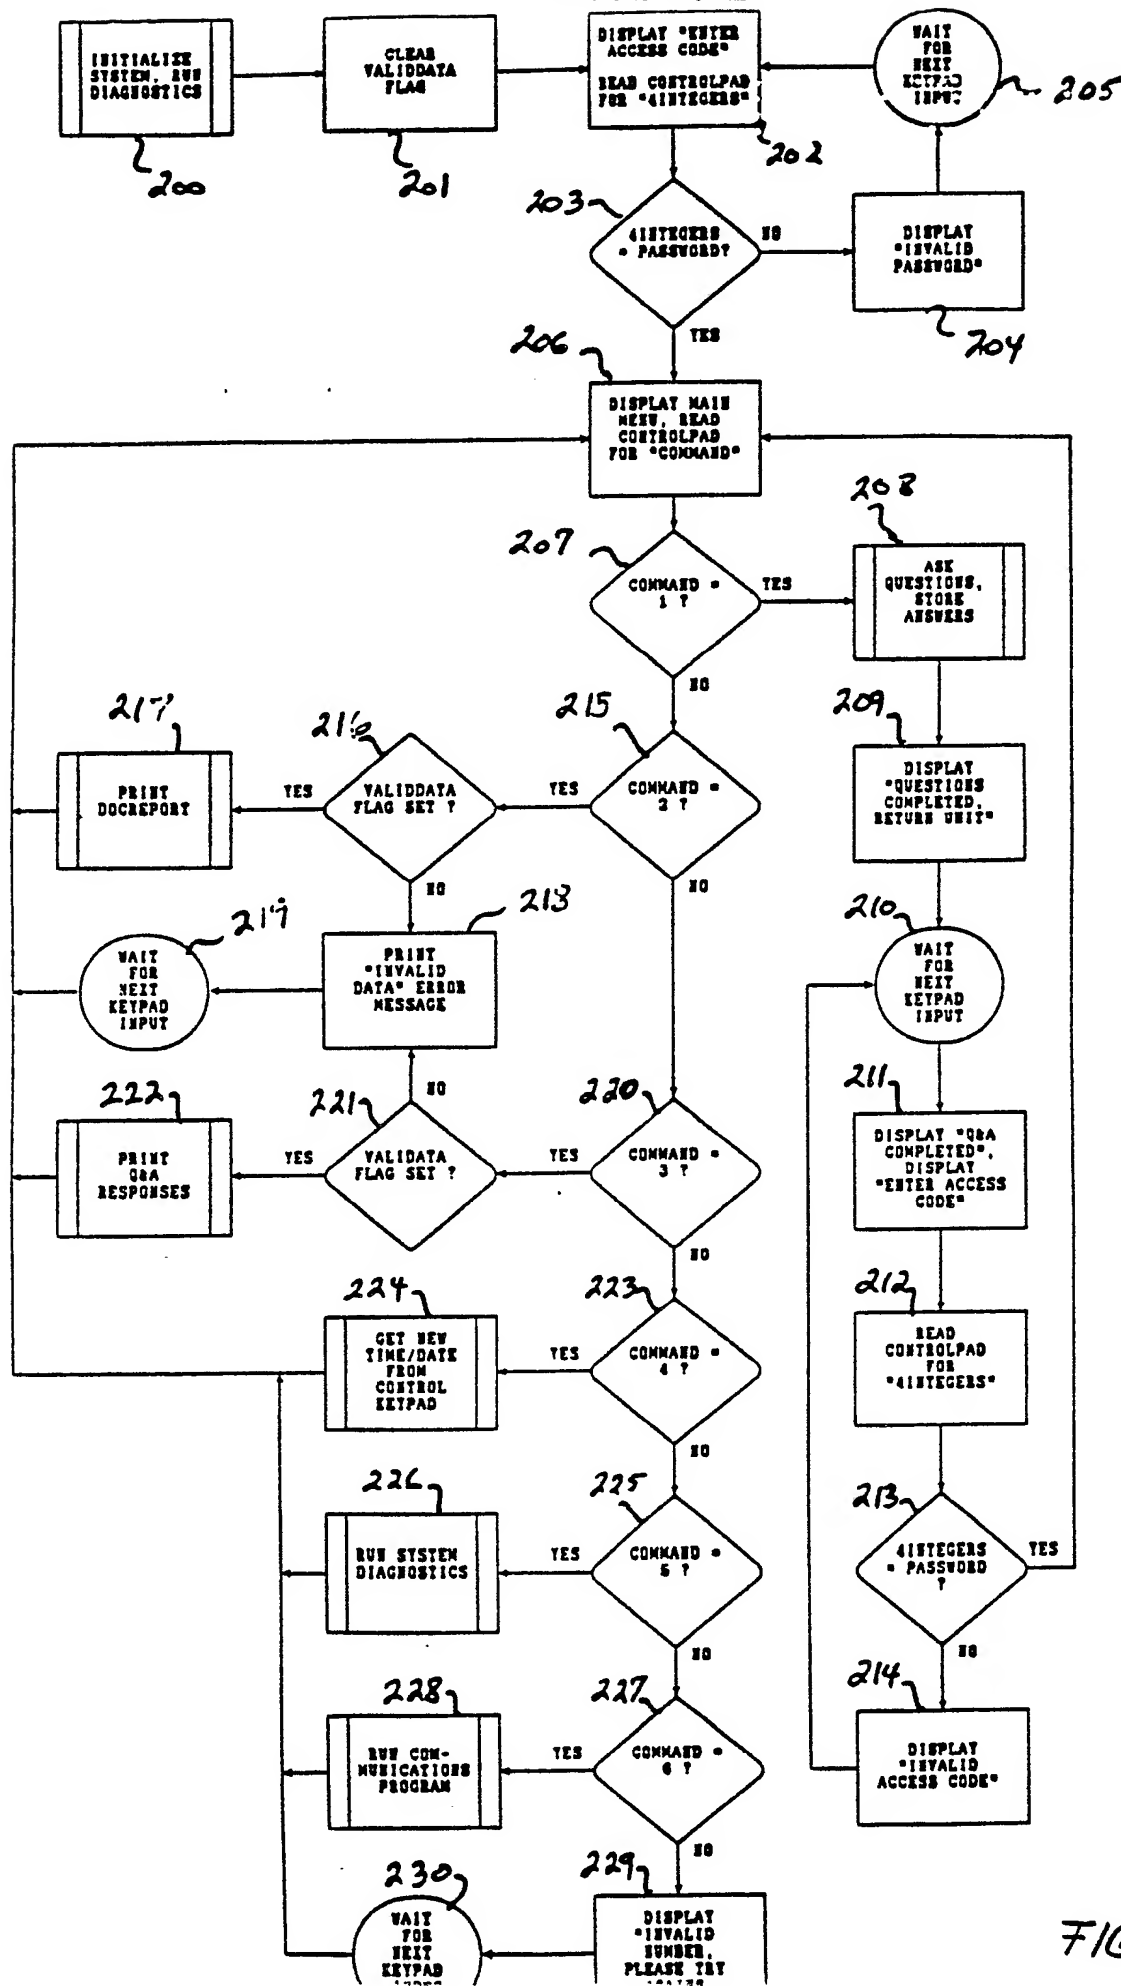 INITIALIZE
SYSTEM, RUN
DIAGNOSTICS
200
CLEAR
VALIDDATA
FLAG
201
DISPLAY "ENTER
ACCESS CODE"
READ CONTROLPAD
FOR "4INTEGERS"
202
WAIT
FOR
NEXT
KEYPAD
INPUT
205
203
4INTEGERS
= PASSWORD?
NO
YES
DISPLAY
"INVALID
PASSWORD"
204
206
DISPLAY MAIN
MENU, READ
CONTROLPAD
FOR "COMMAND"
207
COMMAND =
1 ?
YES
NO
208
ASK
QUESTIONS,
STORE
ANSWERS
209
DISPLAY
"QUESTIONS
COMPLETED,
RETURN UNIT"
210
WAIT
FOR
NEXT
KEYPAD
INPUT
211
DISPLAY "Q&A
COMPLETED",
DISPLAY
"ENTER ACCESS
CODE"
212
READ
CONTROLPAD
FOR
"4INTEGERS"
213
4INTEGERS
= PASSWORD
?
YES
NO
214
DISPLAY
"INVALID
ACCESS CODE"
215
COMMAND =
2 ?
YES
NO
216
VALIDDATA
FLAG SET ?
YES
NO
217
PRINT
DOCREPORT
218
PRINT
"INVALID
DATA" ERROR
MESSAGE
219
WAIT
FOR
NEXT
KEYPAD
INPUT
220
COMMAND =
3 ?
YES
NO
221
VALIDATA
FLAG SET ?
YES
NO
222
PRINT
Q&A
RESPONSES
223
COMMAND =
4 ?
YES
NO
224
GET NEW
TIME/DATE
FROM
CONTROL
KEYPAD
225
COMMAND =
5 ?
YES
NO
226
RUN SYSTEM
DIAGNOSTICS
227
COMMAND =
6 ?
YES
NO
228
RUN COM-
MUNICATIONS
PROGRAM
229
DISPLAY
"INVALID
NUMBER,
PLEASE TRY
230
WAIT
FOR
NEXT
KEYPAD